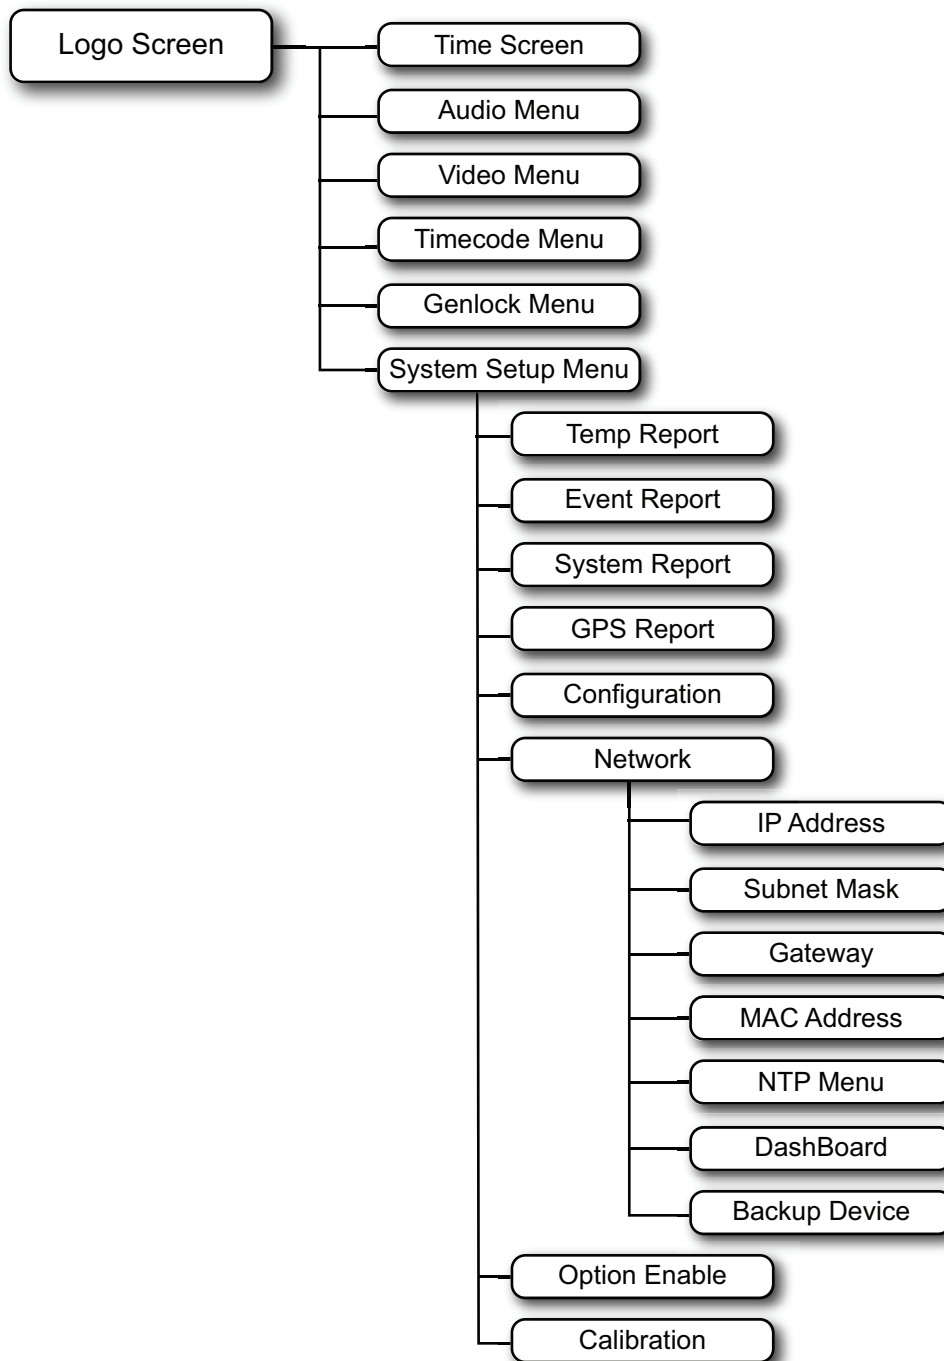 Logo Screen
Time Screen
Audio Menu
Video Menu
Timecode Menu
Genlock Menu
System Setup Menu
Temp Report
Event Report
System Report
GPS Report
Configuration
Network
IP Address
Subnet Mask
Gateway
MAC Address
NTP Menu
DashBoard
Backup Device
Option Enable
Calibration